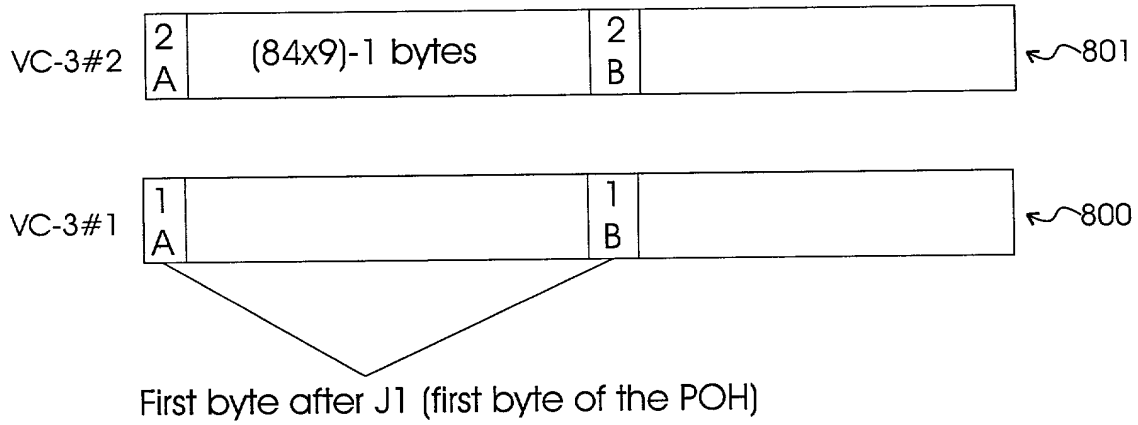 VC-3#2 2 A (84x9)-1 bytes 2 B 801
VC-3#1 1 A 1 B 800
First byte after J1 (first byte of the POH)